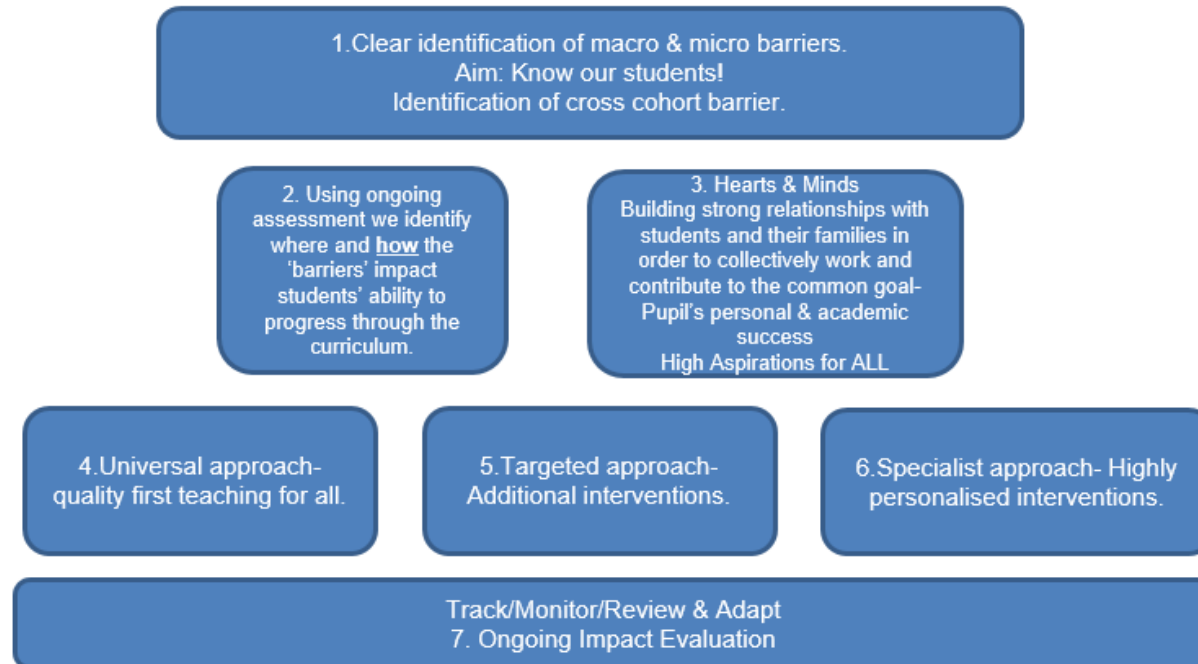 1.Clear identification of macro & micro barriers.
Aim: Know our students!
Identification of cross cohort barrier.
2. Using ongoing
assessment we identify
where and how the
‘barriers’ impact
students’ ability to
progress through the
curriculum.
3. Hearts & Minds
Building strong relationships with
students and their families in
order to collectively work and
contribute to the common goal-
Pupil’s personal & academic
success
High Aspirations for ALL
4.Universal approach-
quality first teaching for all.
5.Targeted approach-
Additional interventions.
6.Specialist approach- Highly
personalised interventions.
Track/Monitor/Review & Adapt
7. Ongoing Impact Evaluation